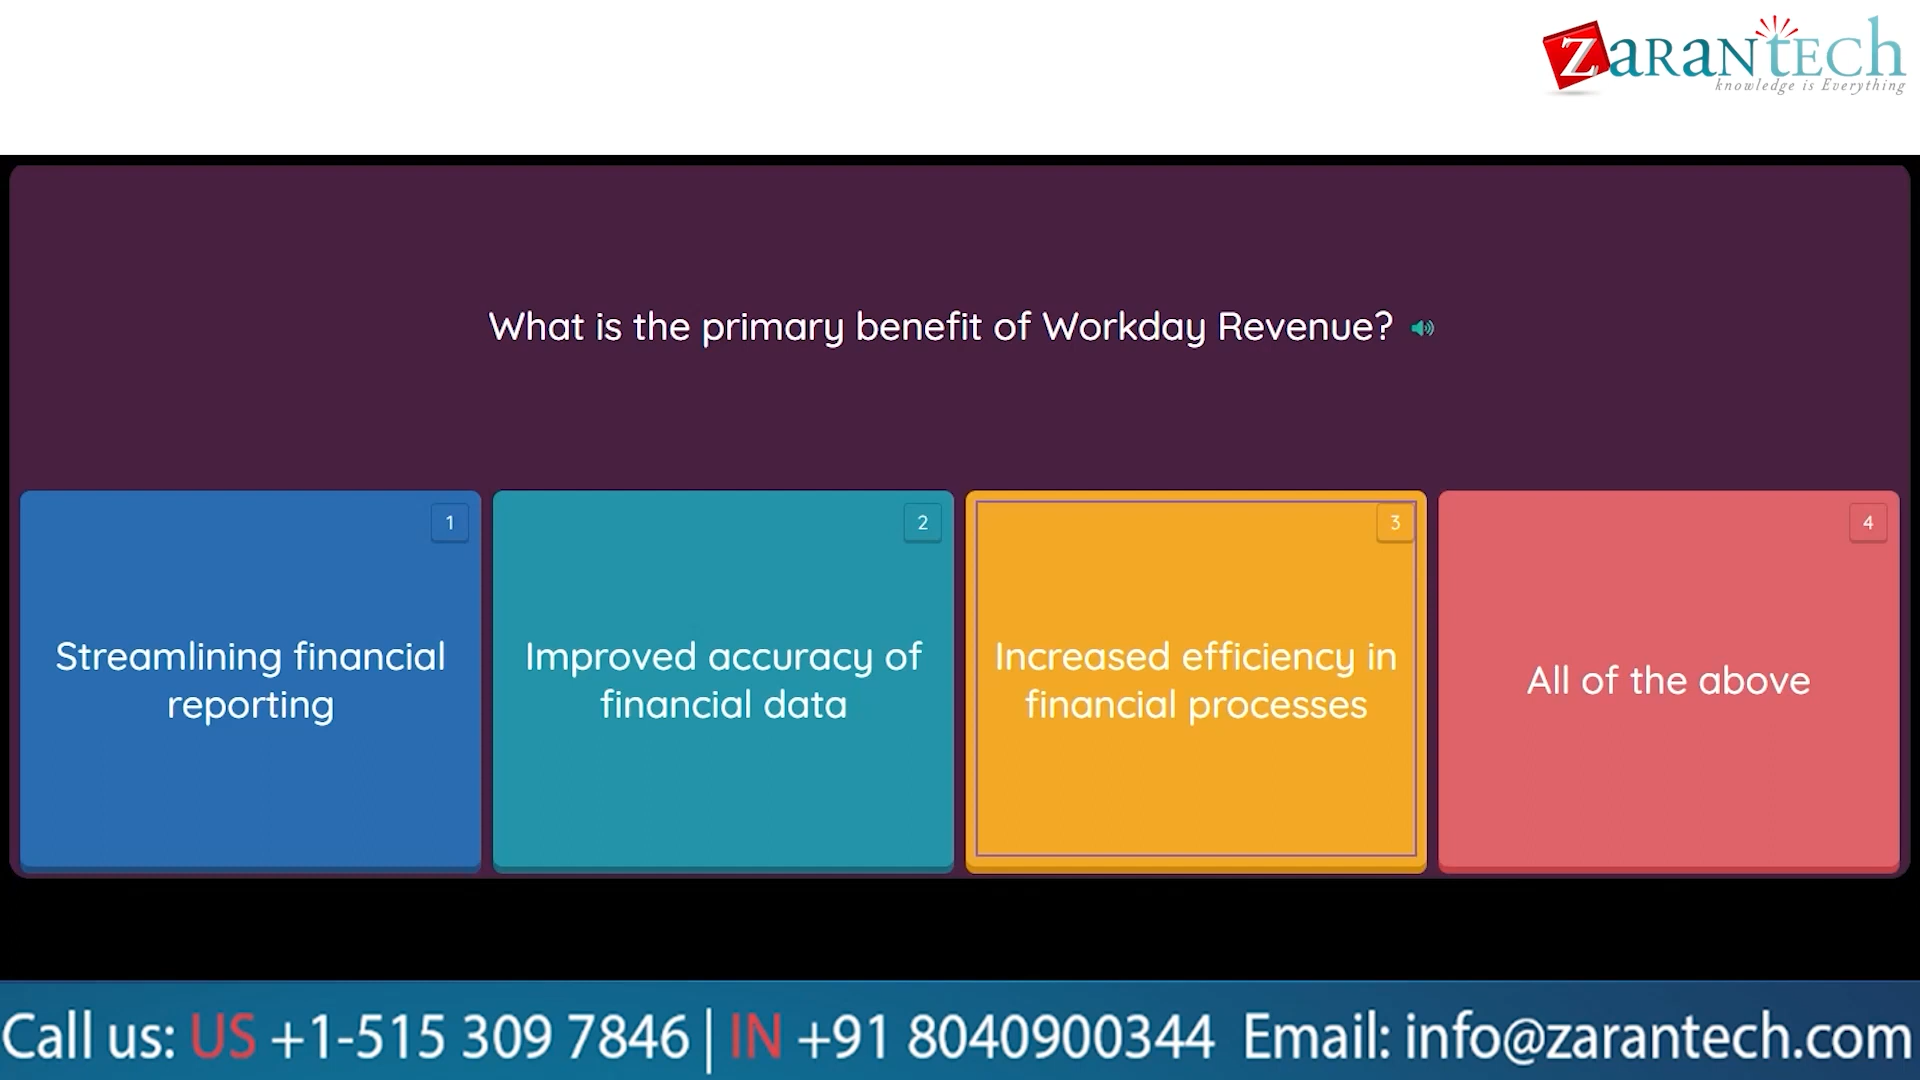 ZaranTech
knowledge is Everything
What is the primary benefit of Workday Revenue?
1
Streamlining financial
reporting
2
Improved accuracy of
financial data
3
Increased efficiency in
financial processes
4
All of the above
Call us: US +1-515 309 7846 | IN +91 8040900344 Email: info@zarantech.com